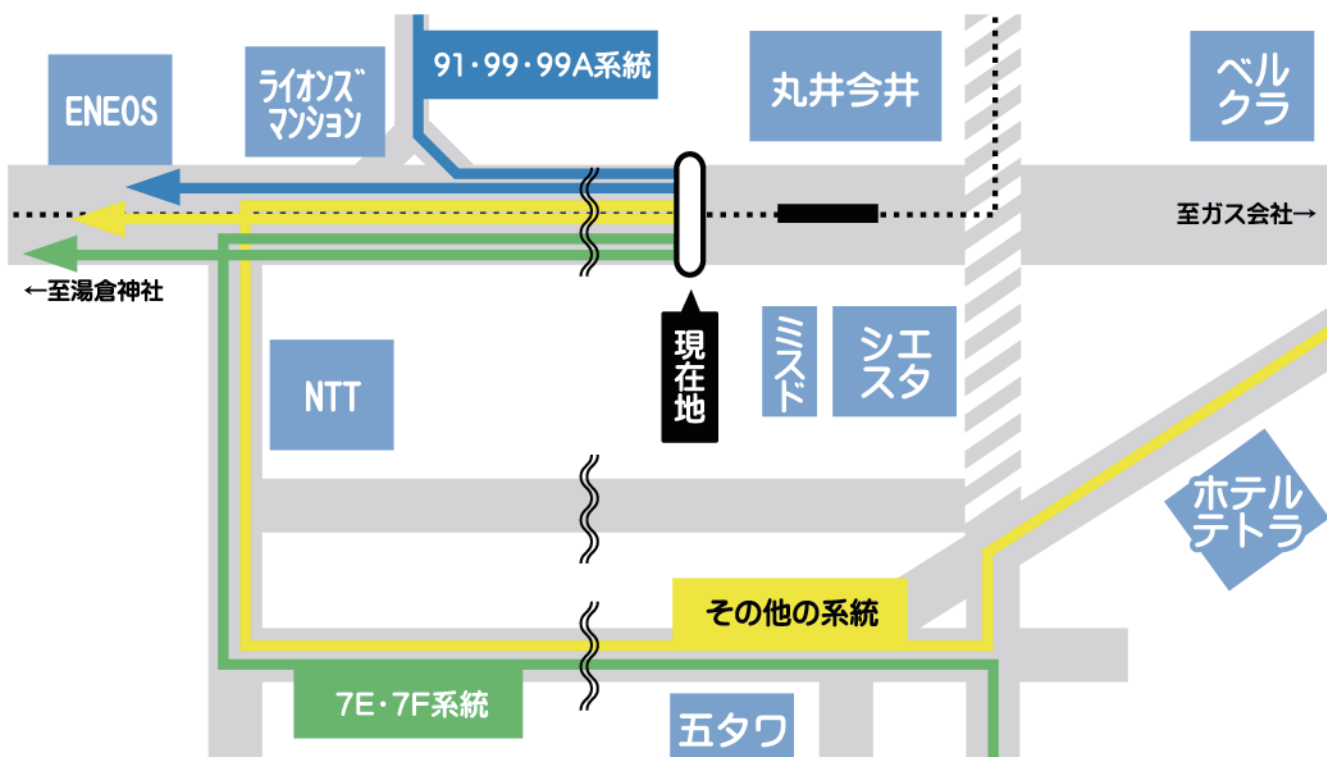 91・99・99A系統
ENEOS
ライオンズ
マンション
丸井今井
ベル
クラ
至ガス会社→
←至湯倉神社
現在地
ミスド
シエ
スタ
NTT
ホテル
テトラ
その他の系統
7E・7F系統
五タワ